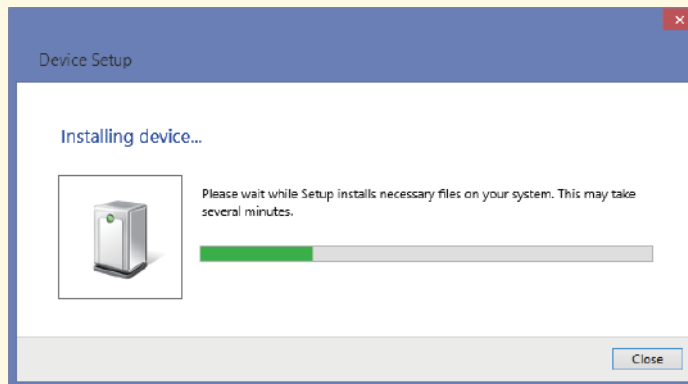 Device Setup
Installing device...
Please wait while Setup installs necessary files on your system. This may take
several minutes.
Close